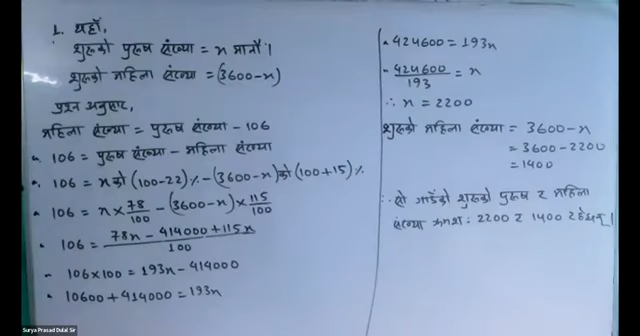 1. यहाँ,
शुरुको पुरुष संख्या = x मानौं।
शुरुको महिला संख्या = (3600-x)
प्रश्न अनुसार,
महिला संख्या = पुरुष संख्या - 106
106 = पुरुष संख्या - महिला संख्या
106 = x को (100-22)% - (3600-x) को (100+15)%
106 = x × 78/100 - (3600-x) × 115/100
106 = 78x - 414000 + 115x / 100
106×100 = 193x - 414000
10600 + 414000 = 193x
424600 = 193x
424600/193 = x
∴ x = 2200
शुरुको महिला संख्या = 3600-x
= 3600-2200
= 1400
∴ सो गाउँको शुरुको पुरुष र महिला
संख्या क्रमश: 2200 र 1400 रहेछन्।
Surya Prasad Dulal Sir